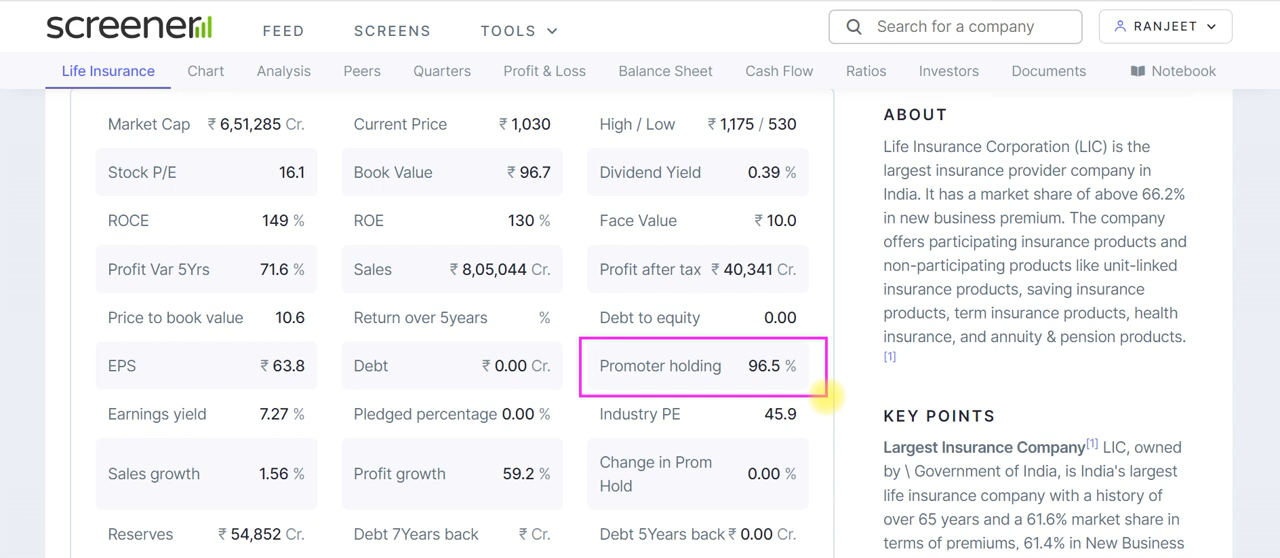 screener
FEED SCREENS TOOLS
Search for a company
RANJEET
Life Insurance Chart Analysis Peers Quarters Profit & Loss Balance Sheet Cash Flow Ratios Investors Documents Notebook
Market Cap ₹ 6,51,285 Cr. Current Price ₹ 1,030 High / Low ₹ 1,175 / 530
Stock P/E 16.1 Book Value ₹ 96.7 Dividend Yield 0.39 %
ROCE 149 % ROE 130 % Face Value ₹ 10.0
Profit Var 5Yrs 71.6 % Sales ₹ 8,05,044 Cr. Profit after tax ₹ 40,341 Cr.
Price to book value 10.6 Return over 5years % Debt to equity 0.00
EPS ₹ 63.8 Debt ₹ 0.00 Cr. Promoter holding 96.5 %
Earnings yield 7.27 % Pledged percentage 0.00 % Industry PE 45.9
Sales growth 1.56 % Profit growth 59.2 % Change in Prom Hold 0.00 %
Reserves ₹ 54,852 Cr. Debt 7Years back ₹ Cr. Debt 5Years back ₹ 0.00 Cr.
ABOUT
Life Insurance Corporation (LIC) is the
largest insurance provider company in
India. It has a market share of above 66.2%
in new business premium. The company
offers participating insurance products and
non-participating products like unit-linked
insurance products, saving insurance
products, term insurance products, health
insurance, and annuity & pension products.
[1]
KEY POINTS
Largest Insurance Company[1] LIC, owned
by \ Government of India, is India's largest
life insurance company with a history of
over 65 years and a 61.6% market share in
terms of premiums, 61.4% in New Business